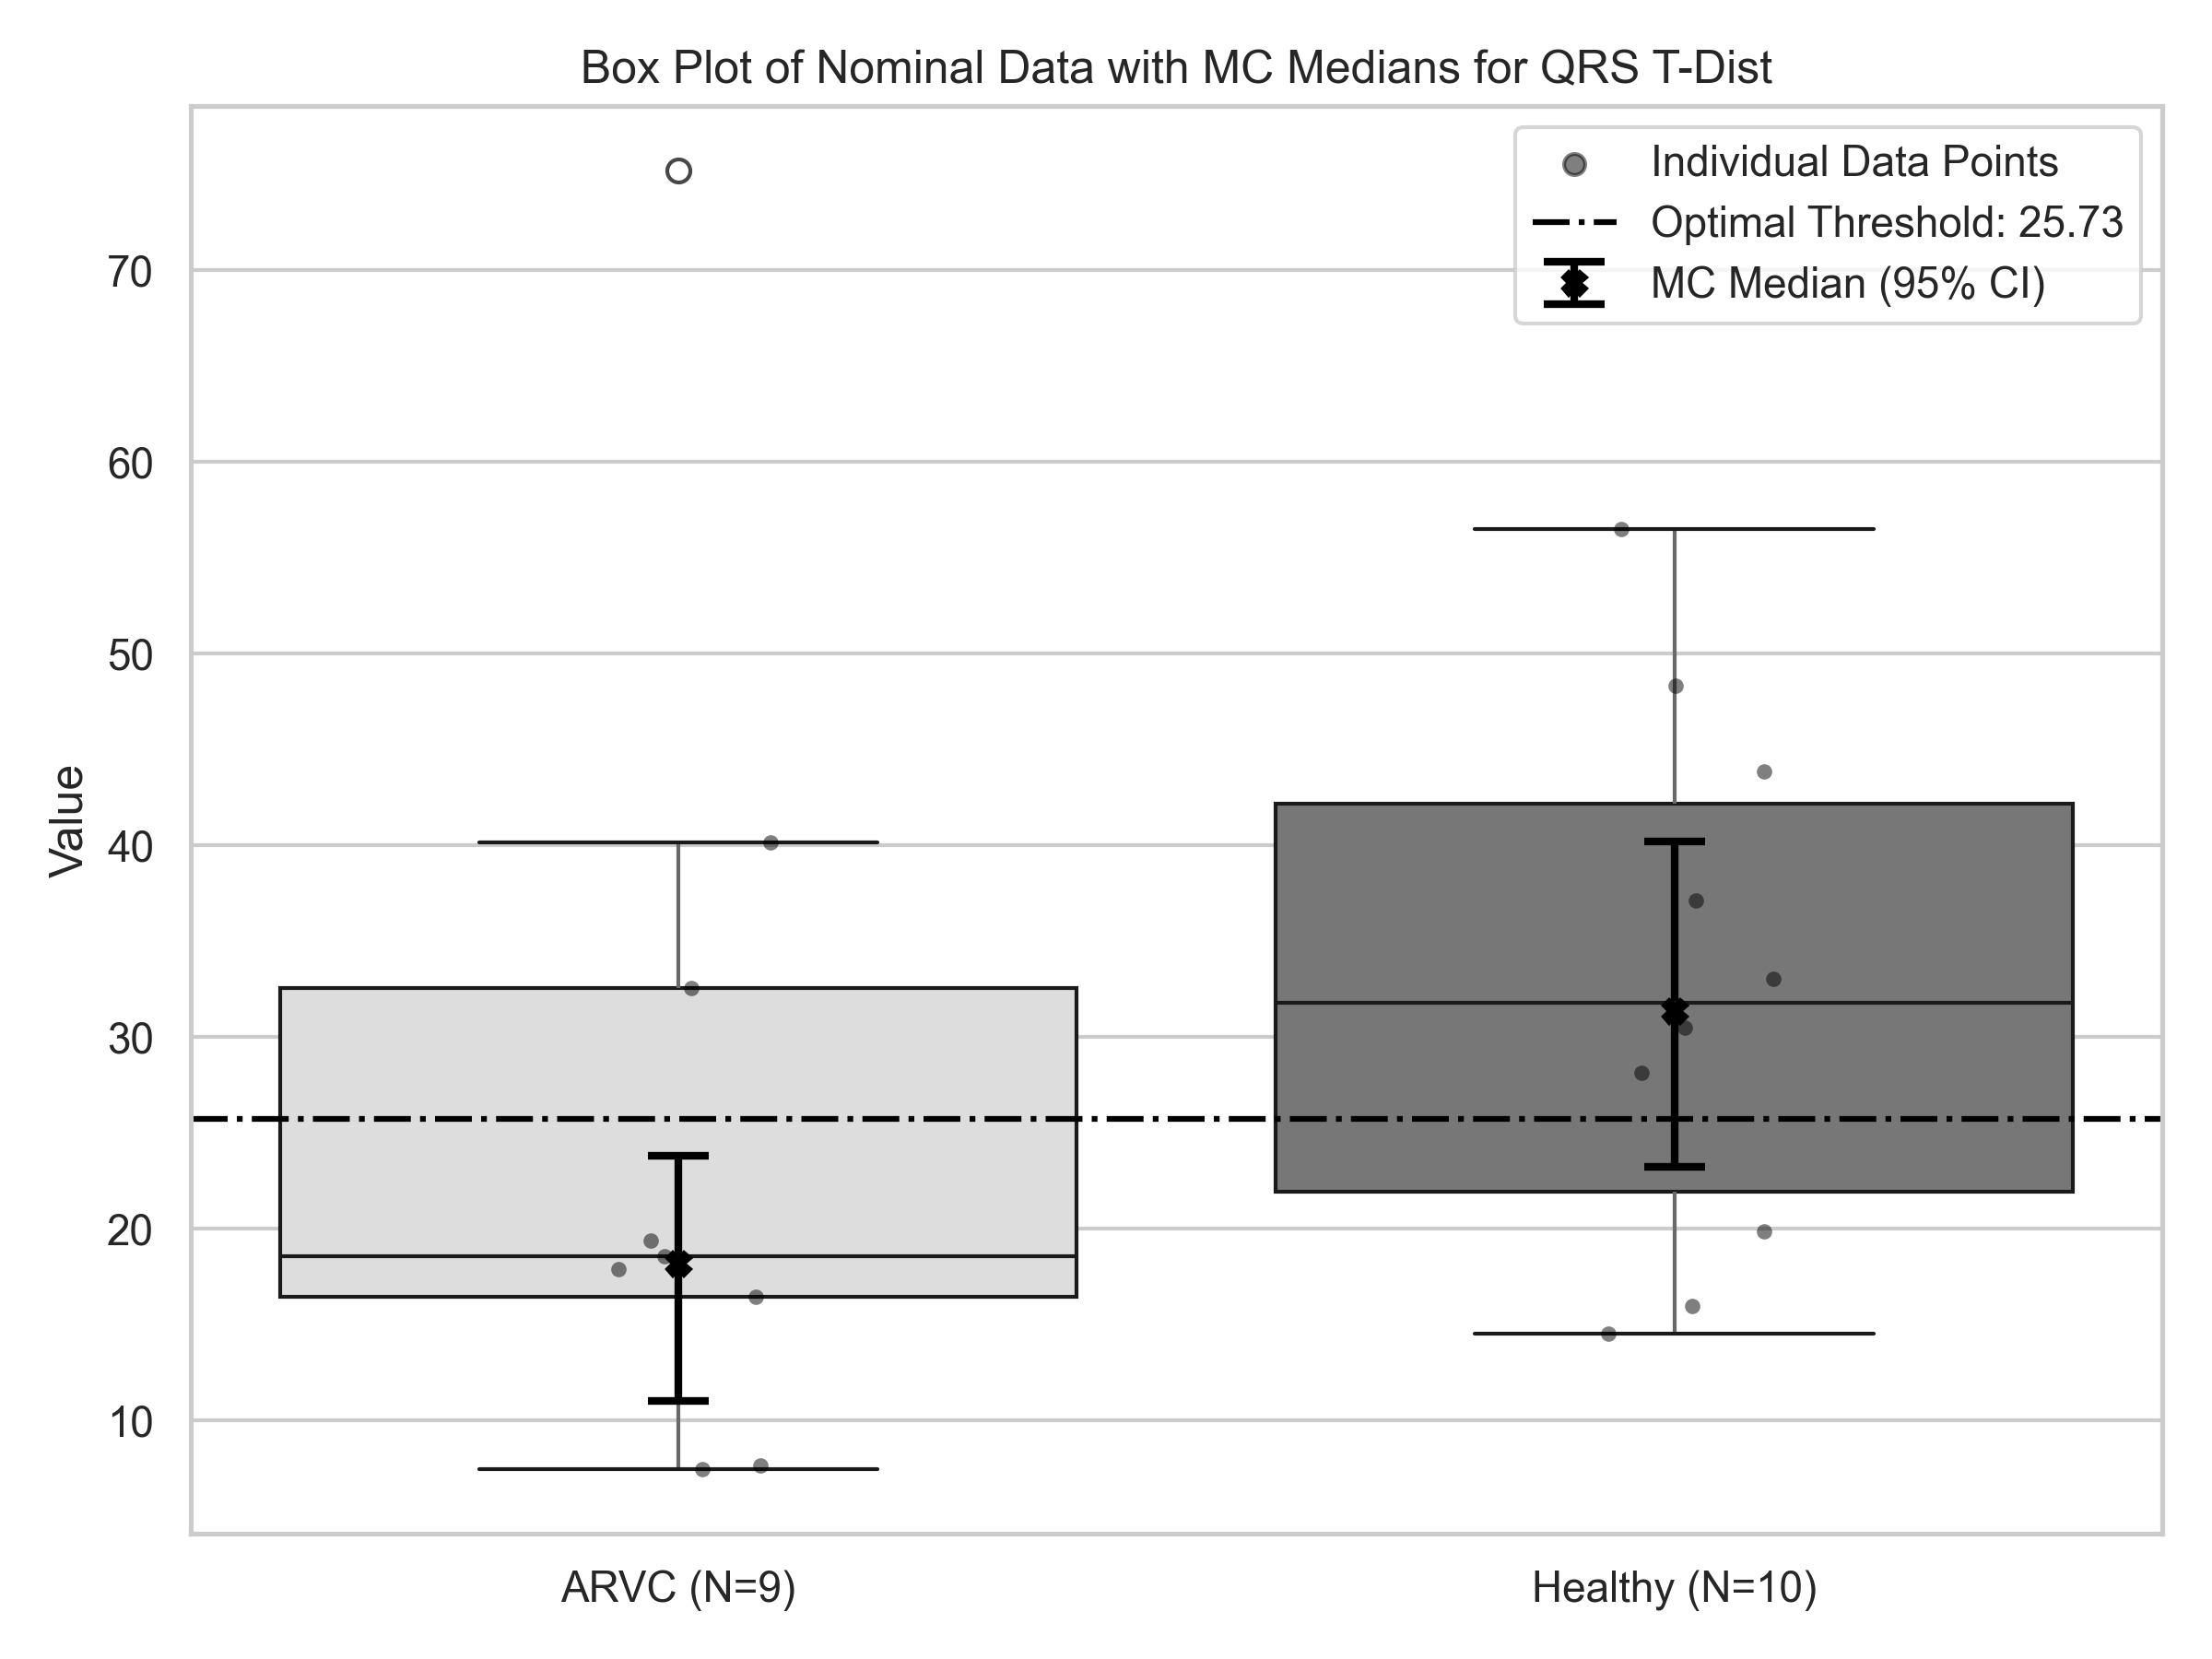 Box Plot of Nominal Data with MC Medians for QRS T-Dist
Individual Data Points
Optimal Threshold: 25.73
MC Median (95% CI)
70
60
50
40
30
20
10
Value
ARVC (N=9)
Healthy (N=10)